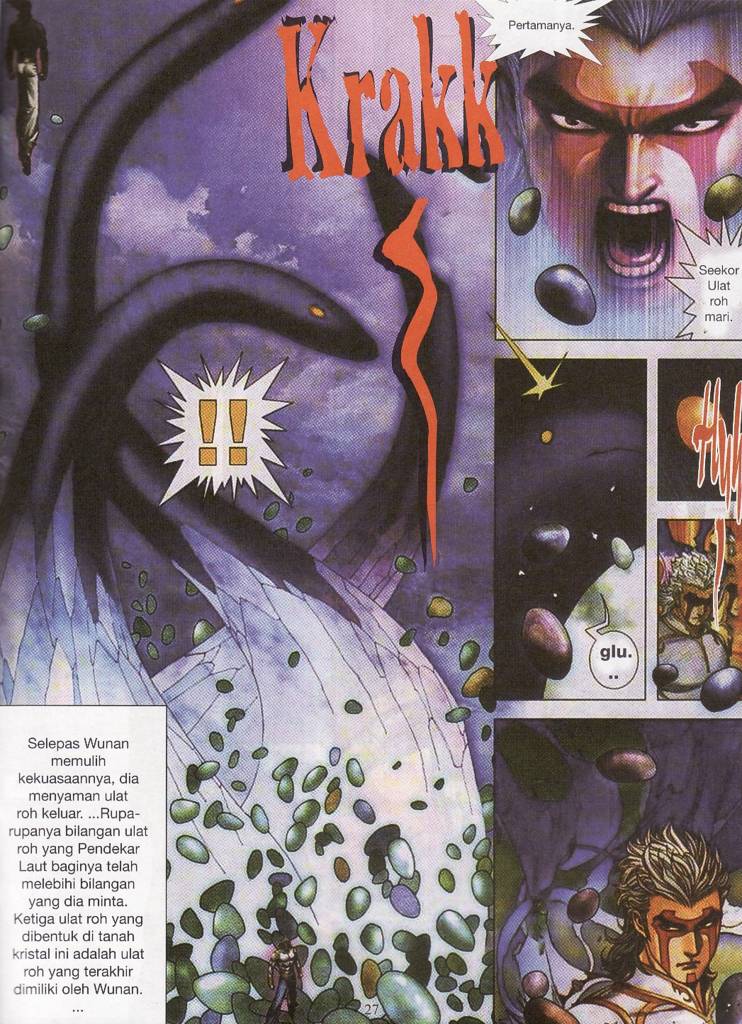 Krakk
Pertamanya.
Seekor
Ulat
roh
mari.
!!
glu.
..
Selepas Wunan
memulih
kekuasaannya, dia
menyaman ulat
roh keluar. ...Rupa-
rupanya bilangan ulat
roh yang Pendekar
Laut baginya telah
melebihi bilangan
yang dia minta.
Ketiga ulat roh yang
dibentuk di tanah
kristal ini adalah ulat
roh yang terakhir
dimiliki oleh Wunan.
...
27